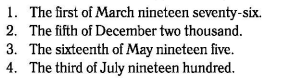 1. The first of March nineteen seventy-six.
2. The fifth of December two thousand.
3. The sixteenth of May nineteen five.
4. The third of July nineteen hundred.